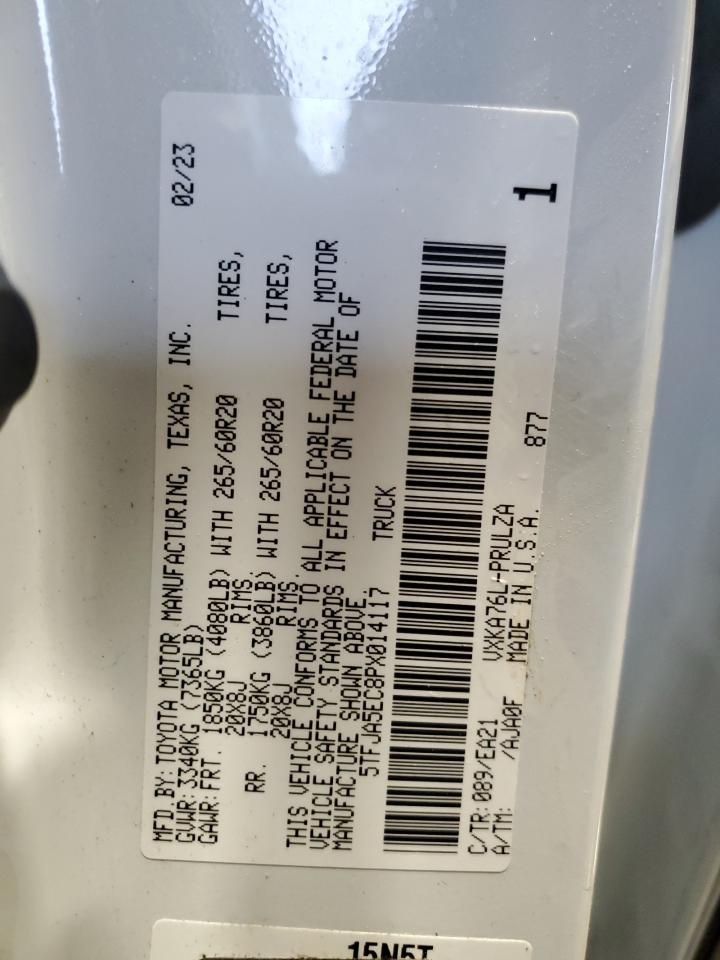 MFD.BY:TOYOTA MOTOR MANUFACTURING, TEXAS, INC. 02/23
GVWR:3340KG (7365LB)
GAWR:FRT. 1850KG (4080LB) WITH 265/60R20 TIRES,
20X8J RIMS
RR. 1750KG (3860LB) WITH 265/60R20 TIRES,
20X8J RIMS.
THIS VEHICLE CONFORMS TO ALL APPLICABLE FEDERAL MOTOR
VEHICLE SAFETY STANDARDS IN EFFECT ON THE DATE OF
MANUFACTURE SHOWN ABOVE.
5TFJA5EC8PX014117 TRUCK
C/TR:089/EA21 VXKA76L-PRULZA
A/TM: /AJA0F MADE IN U.S.A. 877
1
15N5T